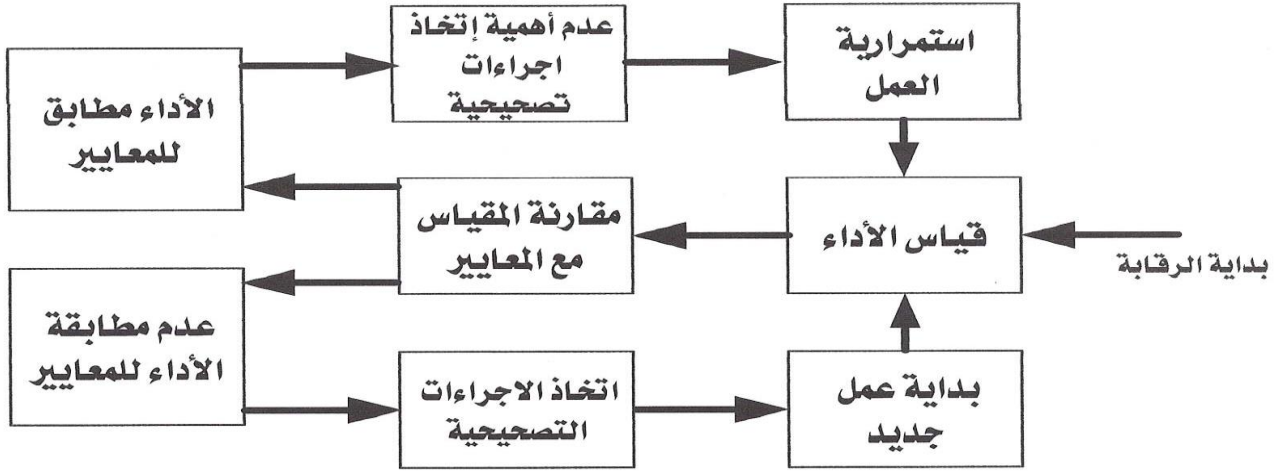 استمرارية
العمل
عدم أهمية إتخاذ
اجراءات
تصحيحية
الأداء مطابق
للمعايير
بداية الرقابة
قياس الأداء
مقارنة المقياس
مع المعايير
عدم مطابقة
الأداء للمعايير
بداية عمل
جديد
اتخاذ الاجراءات
التصحيحية